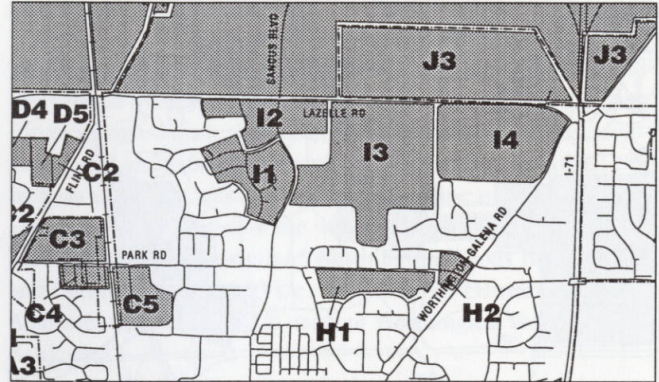 SANCUS BLVD
J3
J3
D4
D5
I2
LAZELLE RD
I3
I4
FLINT RD
C2
I1
I-71
C2
C3
PARK RD
WORTHINGTON-GALENA RD
C4
C5
H1
H2
A3